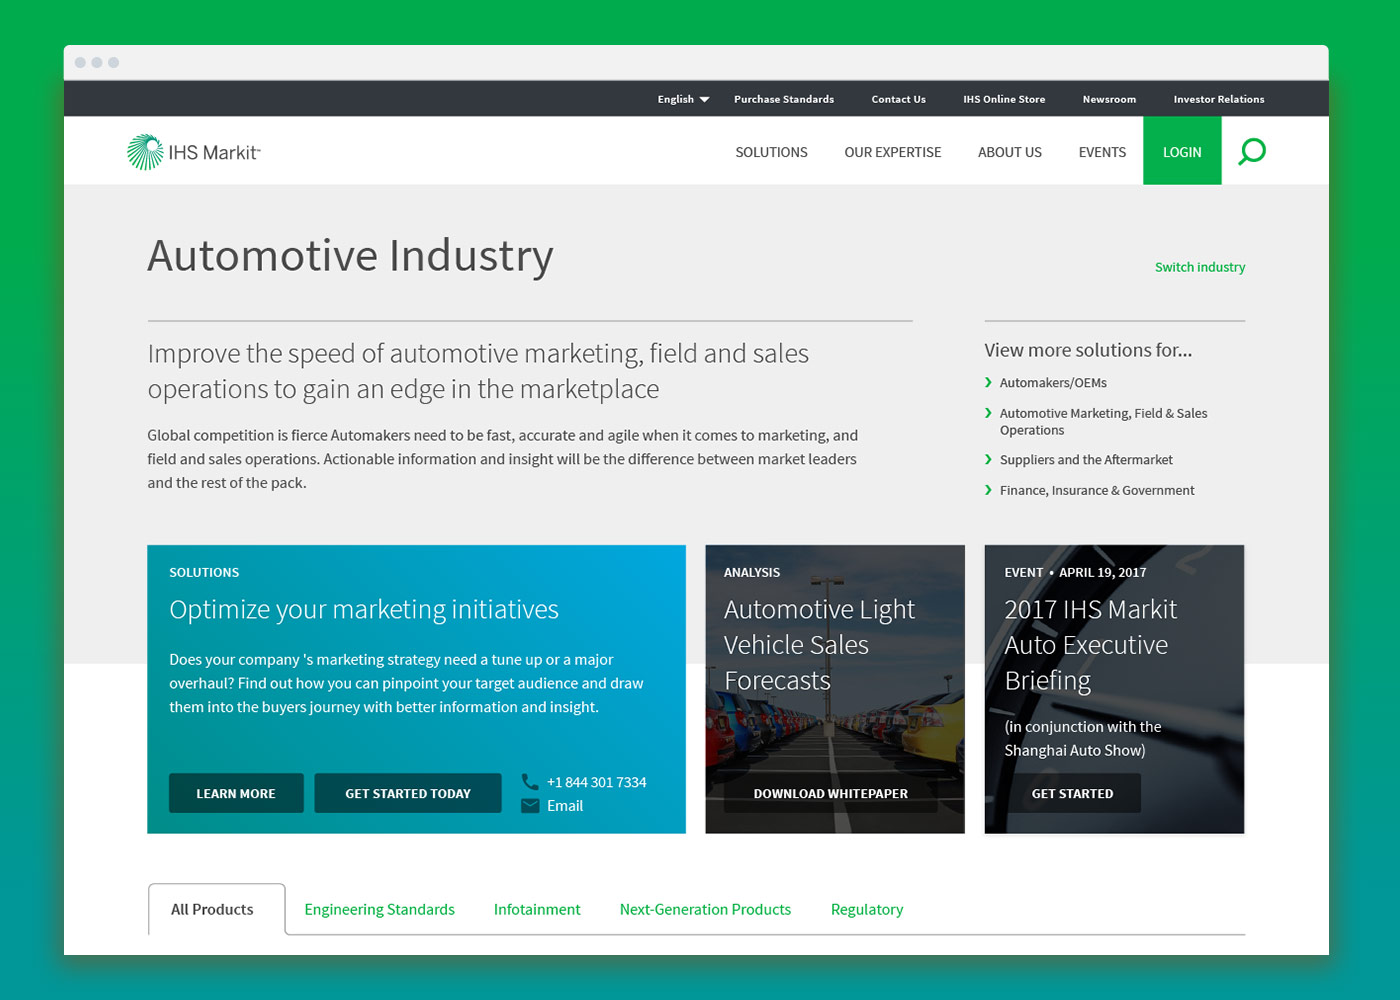 English
Purchase Standards
Contact Us
IHS Online Store
Newsroom
Investor Relations
IHS Markit™
SOLUTIONS
OUR EXPERTISE
ABOUT US
EVENTS
LOGIN
Automotive Industry
Switch industry
Improve the speed of automotive marketing, field and sales
operations to gain an edge in the marketplace
Global competition is fierce Automakers need to be fast, accurate and agile when it comes to marketing, and
field and sales operations. Actionable information and insight will be the difference between market leaders
and the rest of the pack.
View more solutions for...
Automakers/OEMs
Automotive Marketing, Field & Sales
Operations
Suppliers and the Aftermarket
Finance, Insurance & Government
SOLUTIONS
Optimize your marketing initiatives
Does your company 's marketing strategy need a tune up or a major
overhaul? Find out how you can pinpoint your target audience and draw
them into the buyers journey with better information and insight.
LEARN MORE
GET STARTED TODAY
+1 844 301 7334
Email
ANALYSIS
Automotive Light
Vehicle Sales
Forecasts
DOWNLOAD WHITEPAPER
EVENT • APRIL 19, 2017
2017 IHS Markit
Auto Executive
Briefing
(in conjunction with the
Shanghai Auto Show)
GET STARTED
All Products
Engineering Standards
Infotainment
Next-Generation Products
Regulatory